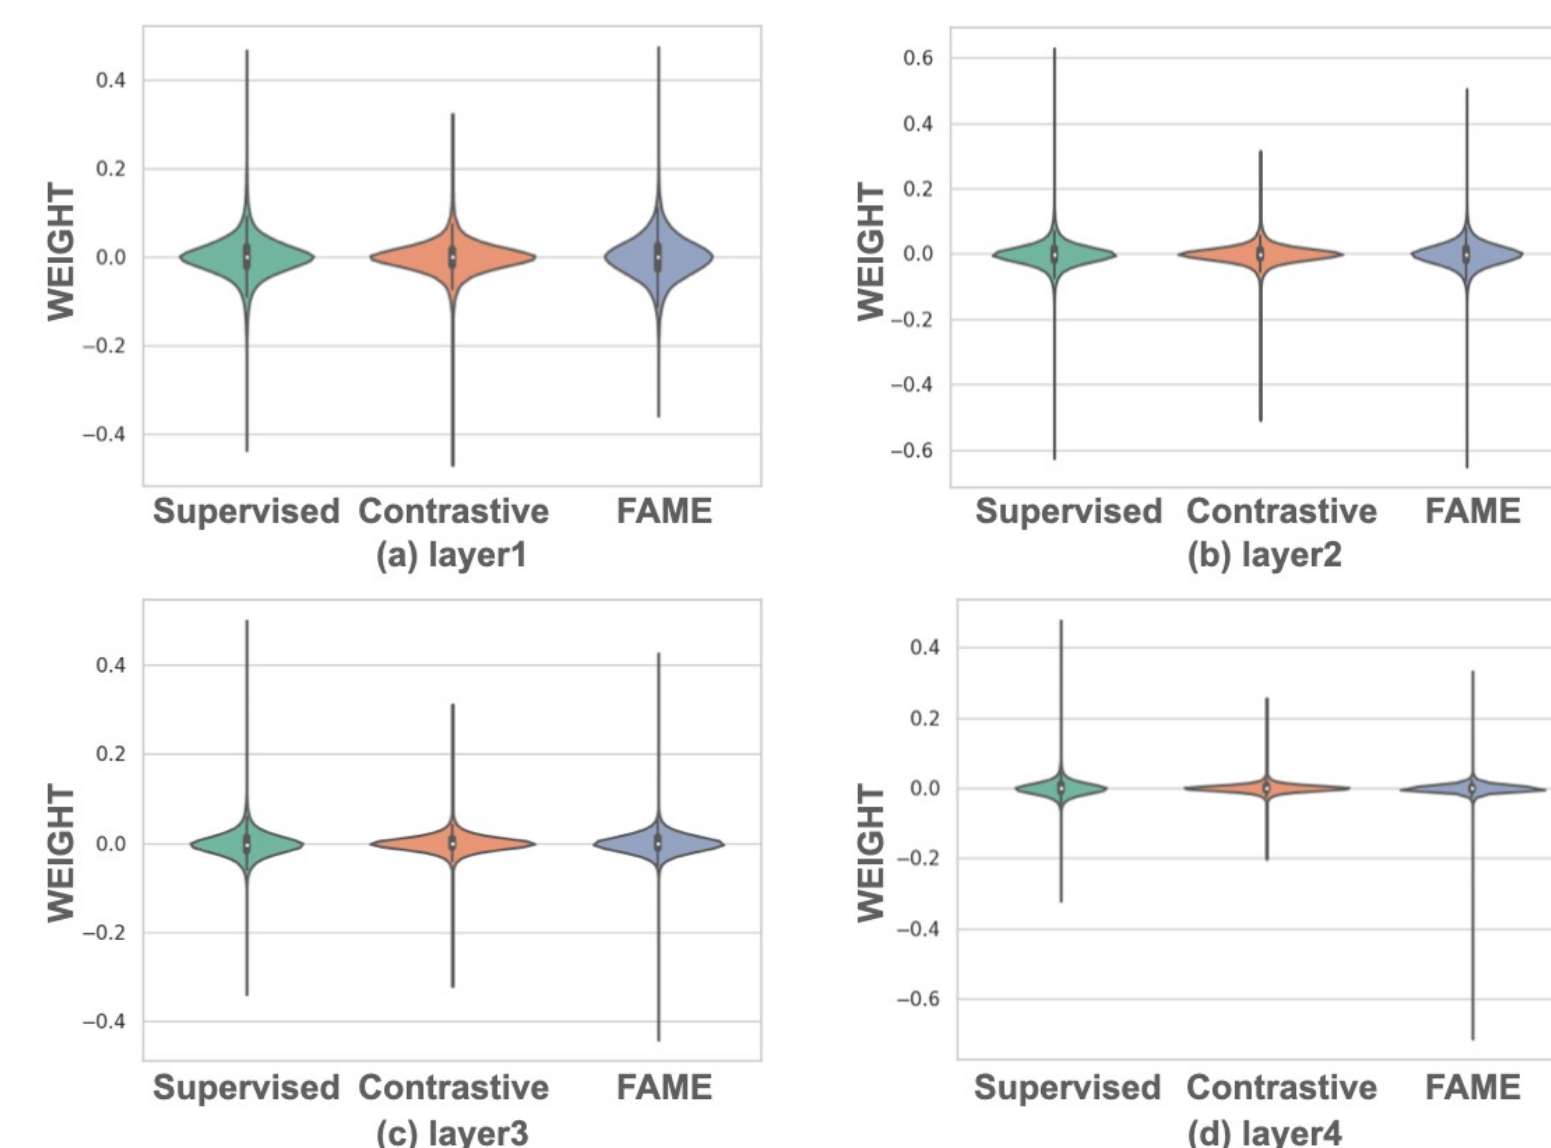 0.4
0.2
0.0
−0.2
−0.4
WEIGHT
Supervised Contrastive FAME
(a) layer1
0.6
0.4
0.2
0.0
−0.2
−0.4
−0.6
WEIGHT
Supervised Contrastive FAME
(b) layer2
0.4
0.2
0.0
−0.2
−0.4
WEIGHT
Supervised Contrastive FAME
(c) layer3
0.4
0.2
0.0
−0.2
−0.4
−0.6
WEIGHT
Supervised Contrastive FAME
(d) layer4